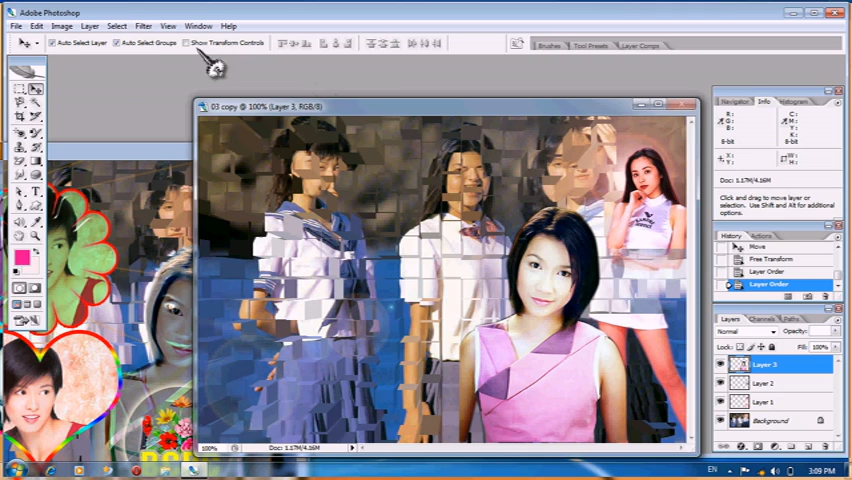 Adobe Photoshop
File Edit Image Layer Select Filter View Window Help
Auto Select Layer Auto Select Groups Show Transform Controls
Brushes Tool Presets Layer Comps
03 copy @ 100% (Layer 3, RGB/8)
Navigator Info Histogram
R: C:
G: M:
B: Y:
K:
8-bit 8-bit
X: W:
Y: H:
Doc: 1.17M/4.16M
Click and drag to move layer or
selection. Use Shift and Alt for additional
options.
History Actions
Move
Free Transform
Layer Order
Layer Order
Layers Channels Paths
Normal Opacity:
Lock: Fill: 100%
Layer 3
Layer 2
Layer 1
Background
100% Doc: 1.17M/4.16M
EN 3:09 PM